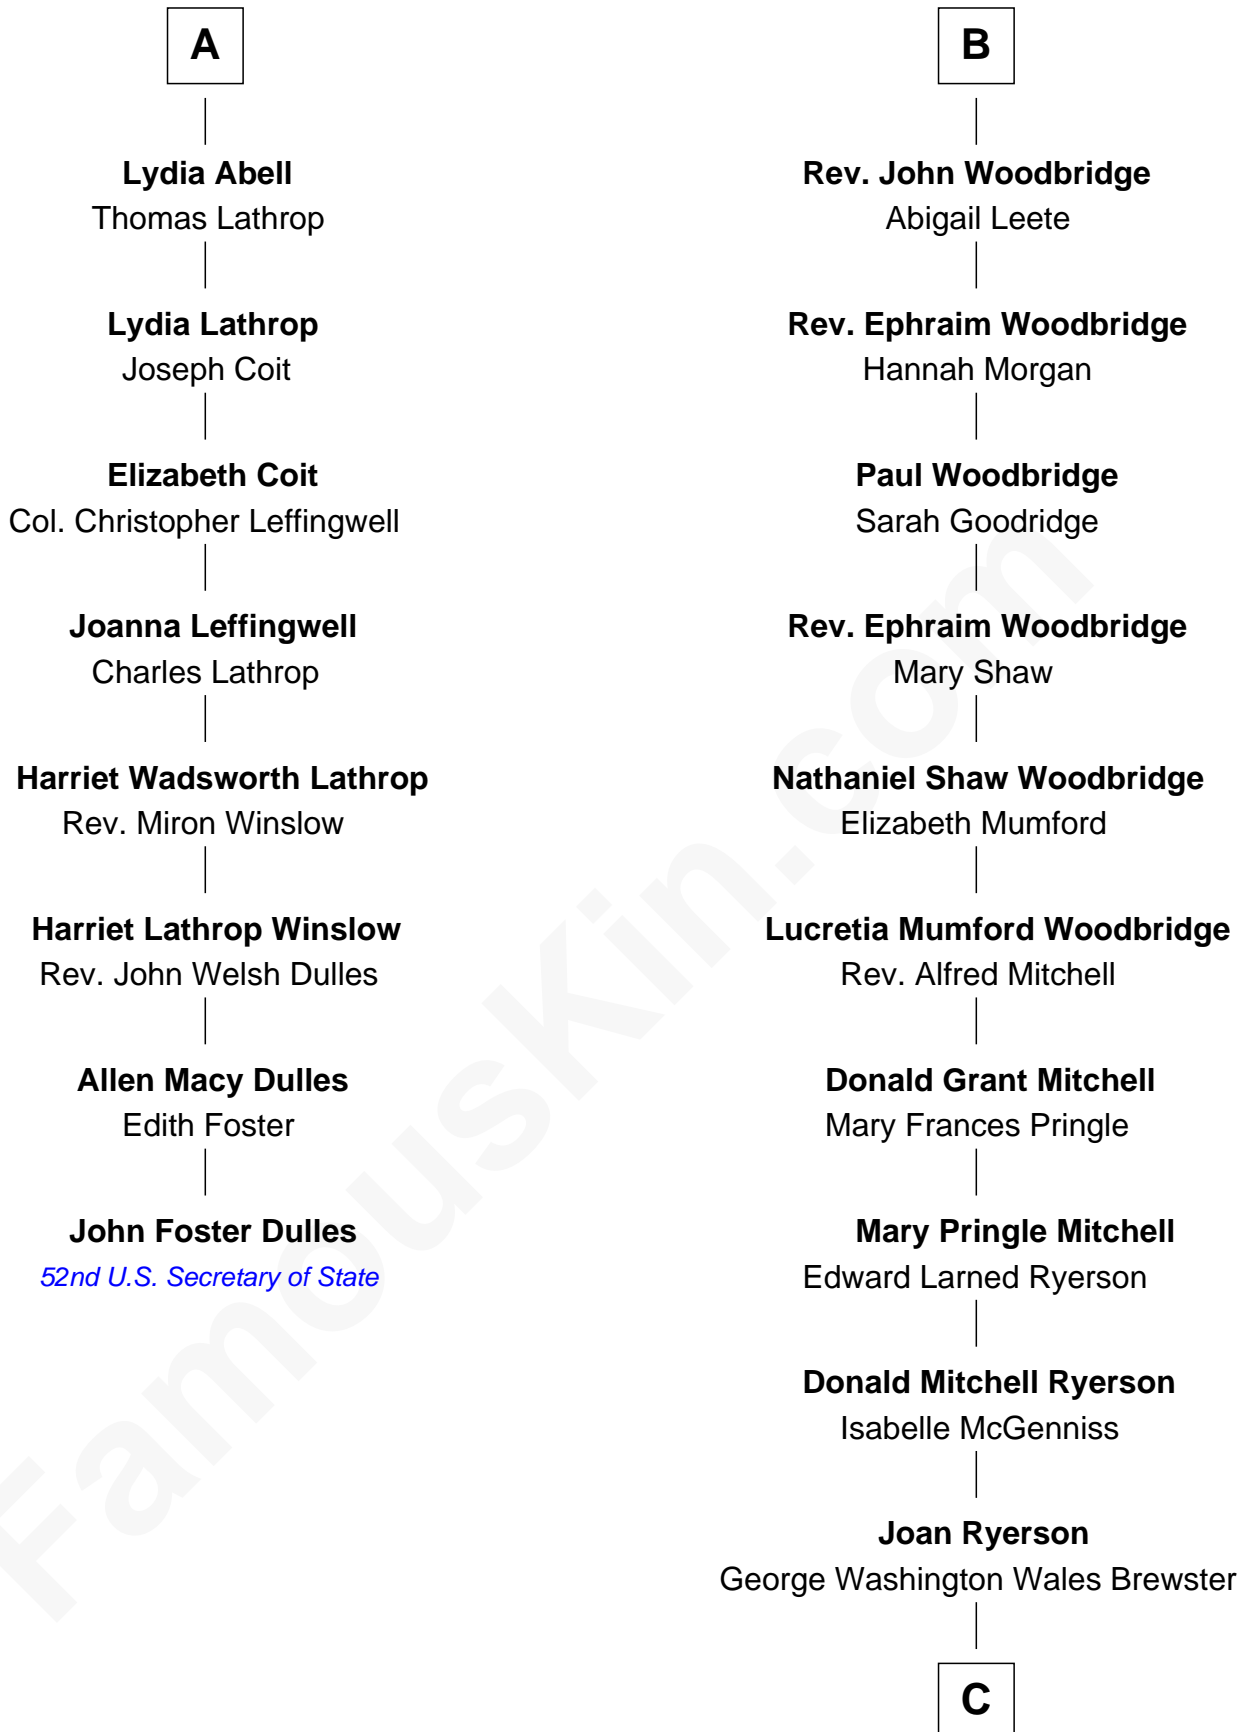 A
Lydia Abell
Thomas Lathrop
Lydia Lathrop
Joseph Coit
Elizabeth Coit
Col. Christopher Leffingwell
Joanna Leffingwell
Charles Lathrop
Harriet Wadsworth Lathrop
Rev. Miron Winslow
Harriet Lathrop Winslow
Rev. John Welsh Dulles
Allen Macy Dulles
Edith Foster
John Foster Dulles
52nd U.S. Secretary of State
B
Rev. John Woodbridge
Abigail Leete
Rev. Ephraim Woodbridge
Hannah Morgan
Paul Woodbridge
Sarah Goodridge
Rev. Ephraim Woodbridge
Mary Shaw
Nathaniel Shaw Woodbridge
Elizabeth Mumford
Lucretia Mumford Woodbridge
Rev. Alfred Mitchell
Donald Grant Mitchell
Mary Frances Pringle
Mary Pringle Mitchell
Edward Larned Ryerson
Donald Mitchell Ryerson
Isabelle McGenniss
Joan Ryerson
George Washington Wales Brewster
C
FamousKin.com